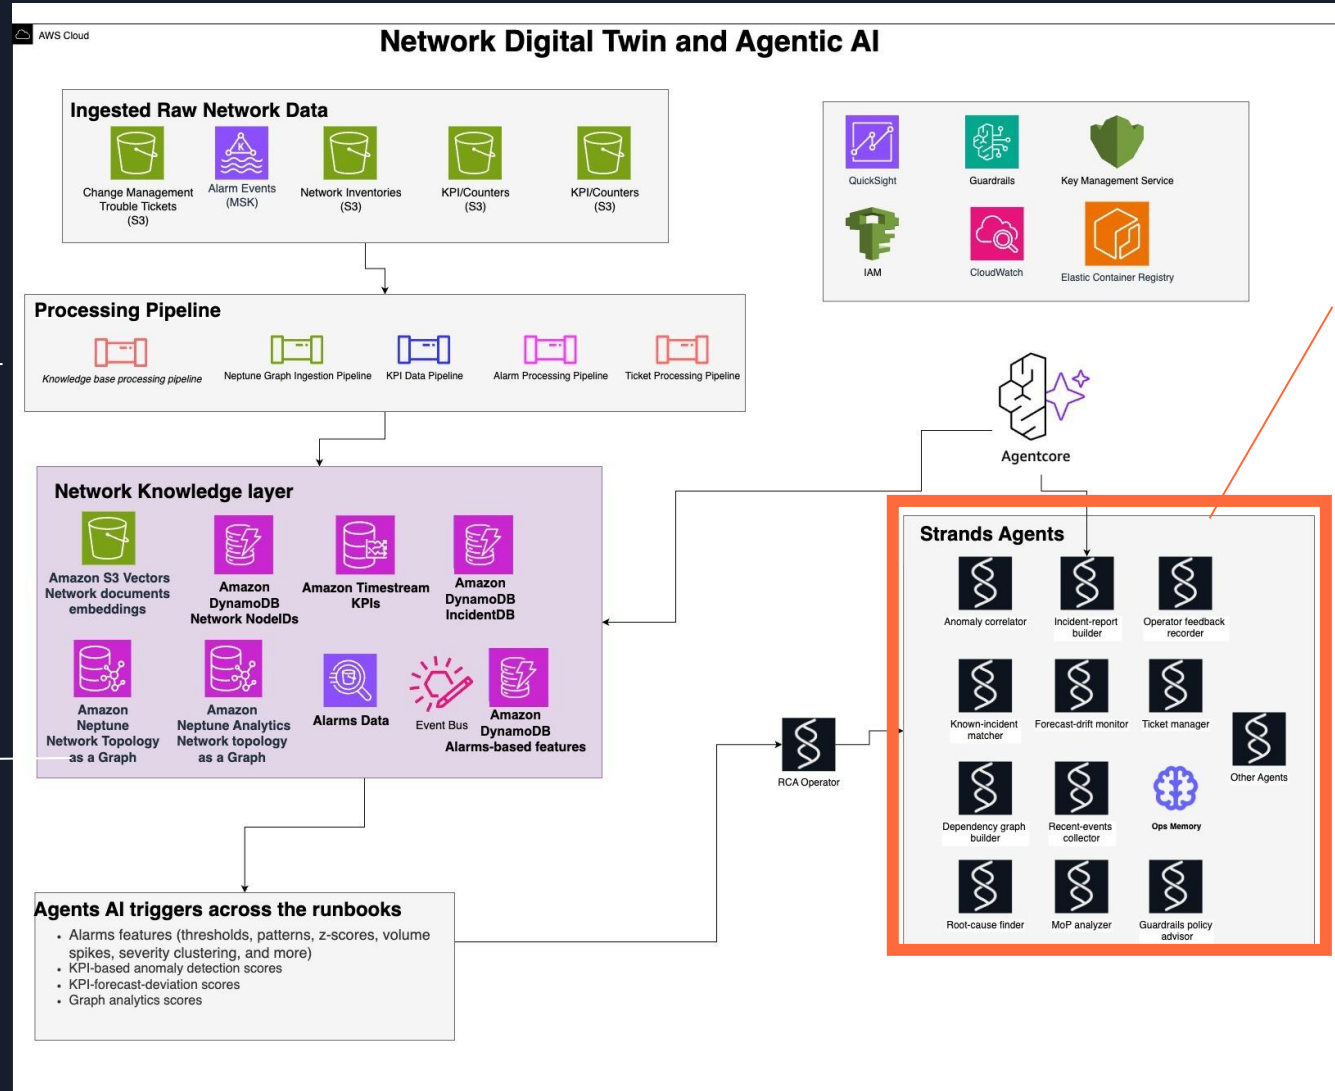 AWS Cloud
Network Digital Twin and Agentic AI
Ingested Raw Network Data
Change Management
Trouble Tickets
(S3)
Alarm Events
(MSK)
Network Inventories
(S3)
KPI/Counters
(S3)
KPI/Counters
(S3)
QuickSight
Guardrails
Key Management Service
IAM
CloudWatch
Elastic Container Registry
Processing Pipeline
Knowledge base processing pipeline
Neptune Graph Ingestion Pipeline
KPI Data Pipeline
Alarm Processing Pipeline
Ticket Processing Pipeline
Agentcore
Network Knowledge layer
Amazon S3 Vectors
Network documents
embeddings
Amazon
DynamoDB
Network NodeIDs
Amazon Timestream
KPIs
Amazon
DynamoDB
IncidentDB
Amazon
Neptune
Network Topology
as a Graph
Amazon
Neptune Analytics
Network topology
as a Graph
Alarms Data
Event Bus
Amazon
DynamoDB
Alarms-based features
Strands Agents
Anomaly correlator
Incident-report
builder
Operator feedback
recorder
Known-incident
matcher
Forecast-drift monitor
Ticket manager
Other Agents
Dependency graph
builder
Recent-events
collector
Ops Memory
Root-cause finder
MoP analyzer
Guardrails policy
advisor
RCA Operator
Agents AI triggers across the runbooks
• Alarms features (thresholds, patterns, z-scores, volume
spikes, severity clustering, and more)
• KPI-based anomaly detection scores
• KPI-forecast-deviation scores
• Graph analytics scores